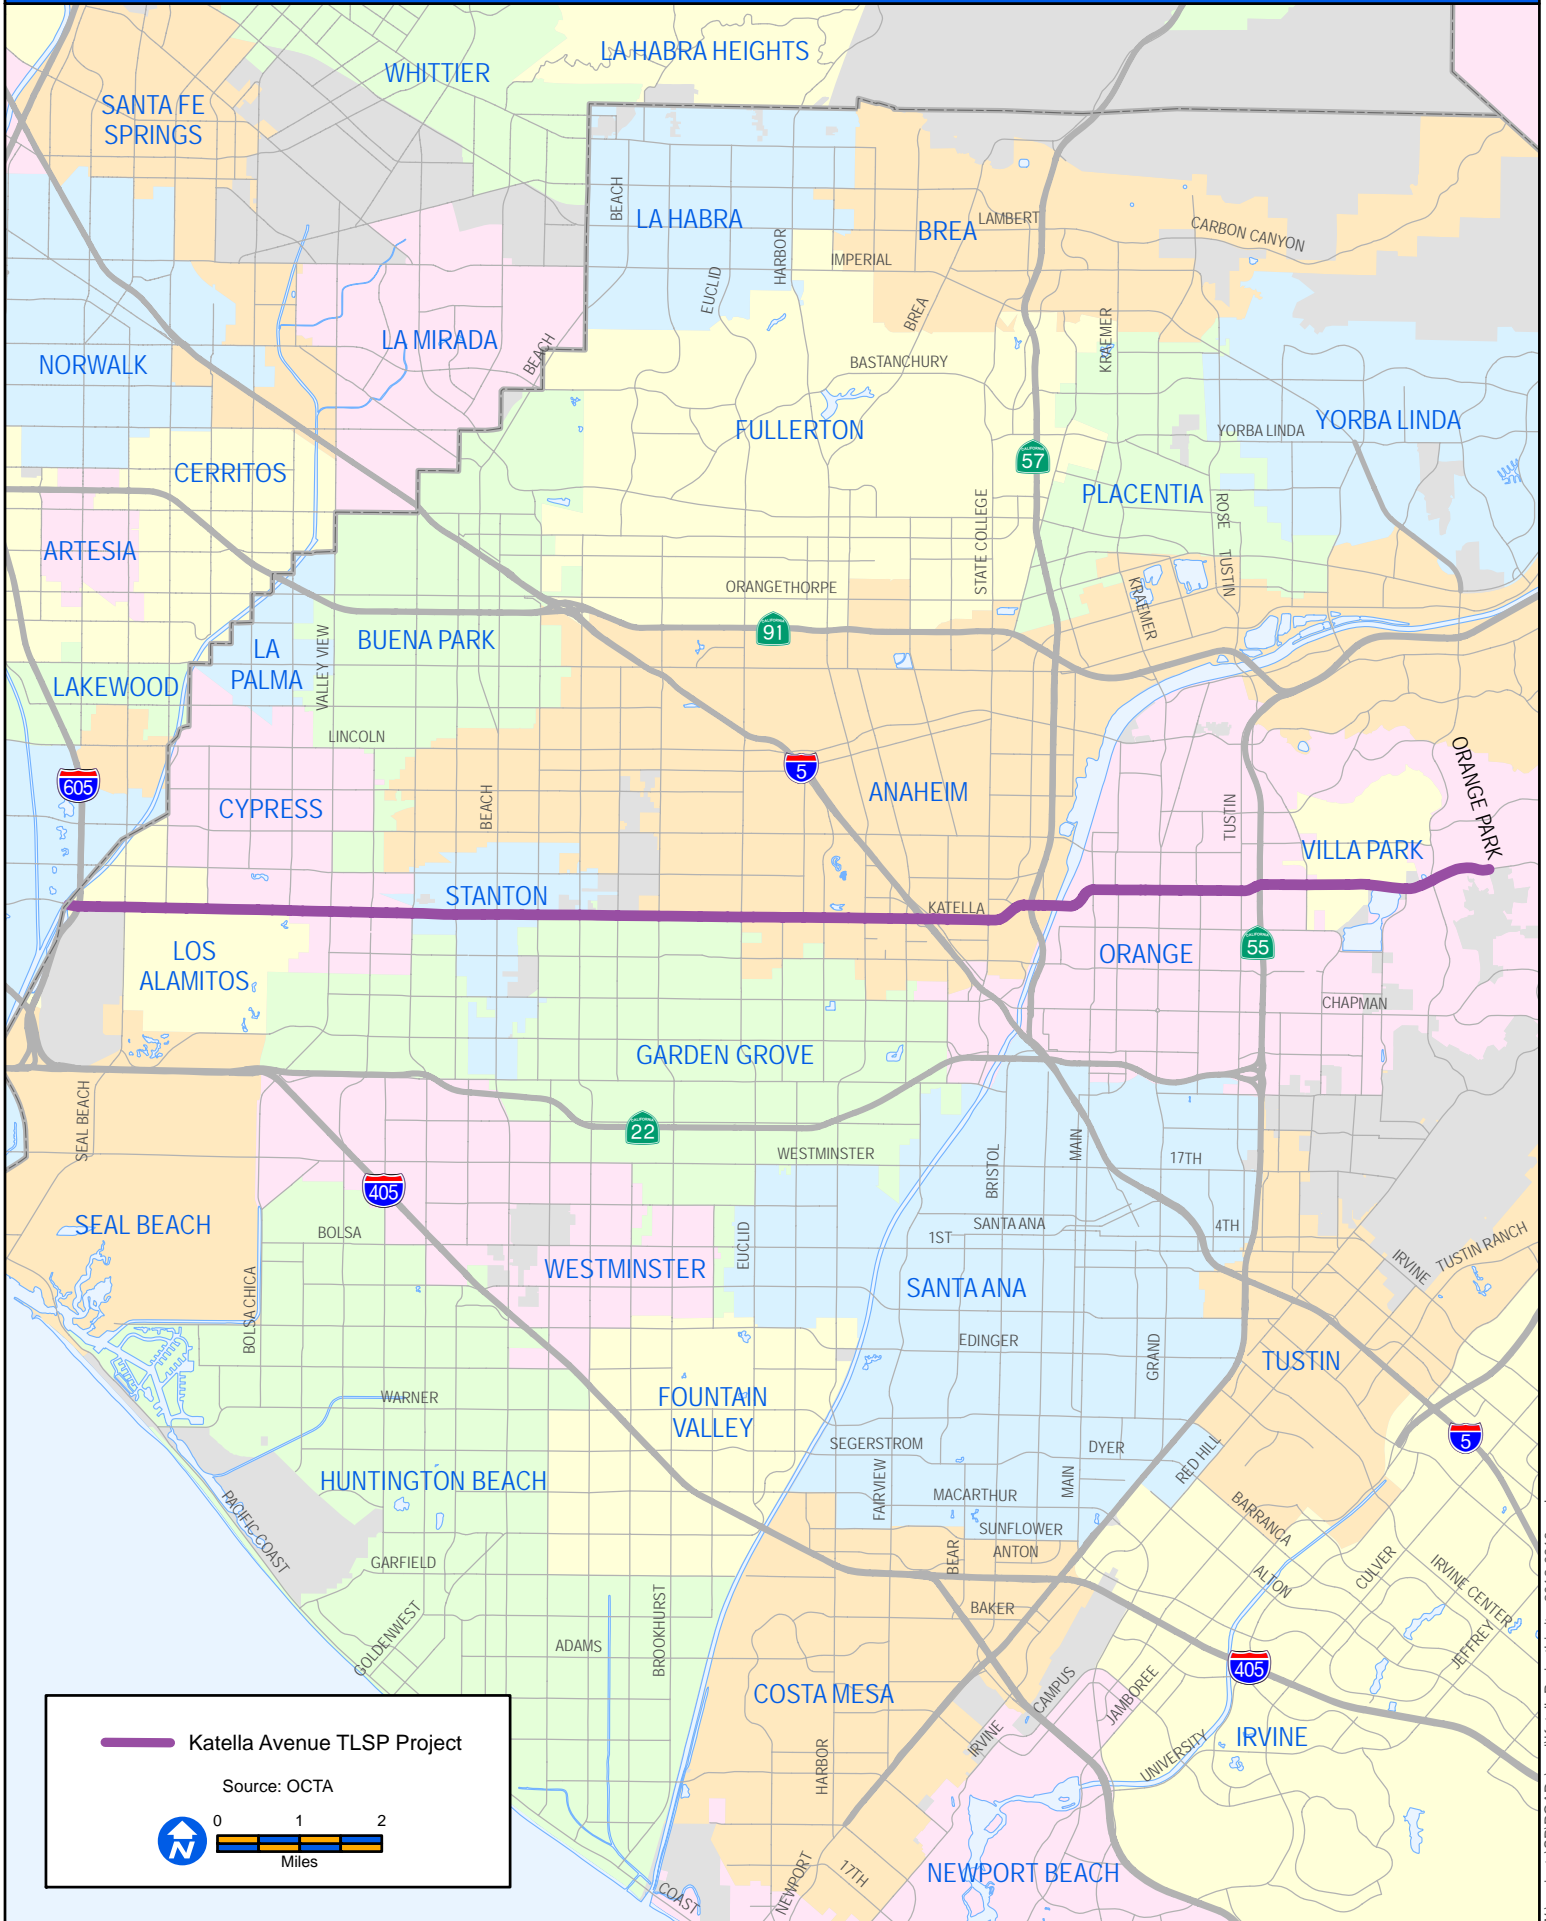 LA HABRA HEIGHTS
WHITTIER
SANTA FE
SPRINGS
BEACH
LA HABRA
HARBOR
LAMBERT
BREA
CARBON CANYON
IMPERIAL
EUCLID
BREA
LA MIRADA
BEACH
KRAEMER
NORWALK
BASTANCHURY
FULLERTON
YORBA LINDA
YORBA LINDA
CALIFORNIA
57
CERRITOS
PLACENTIA
ROSE
STATE COLLEGE
ARTESIA
TUSTIN
ORANGETHORPE
KRAEMER
CALIFORNIA
91
BUENA PARK
LA
PALMA
VALLEY VIEW
LAKEWOOD
LINCOLN
605
5
ANAHEIM
ORANGE PARK
CYPRESS
BEACH
TUSTIN
VILLA PARK
STANTON
KATELLA
LOS
ALAMITOS
ORANGE
CALIFORNIA
55
CHAPMAN
GARDEN GROVE
SEAL BEACH
CALIFORNIA
22
WESTMINSTER
BRISTOL
MAIN
17TH
405
SEAL BEACH
BOLSA
EUCLID
SANTA ANA
1ST
4TH
TUSTIN RANCH
IRVINE
WESTMINSTER
SANTA ANA
BOLSA CHICA
EDINGER
GRAND
TUSTIN
WARNER
FOUNTAIN
VALLEY
SEGERSTROM
DYER
5
RED HILL
HUNTINGTON BEACH
FAIRVIEW
MACARTHUR
MAIN
BARRANCA
PACIFIC COAST
SUNFLOWER
ANTON
BEAR
GARFIELD
ALTON
CULVER
IRVINE CENTER
BAKER
GOLDENWEST
ADAMS
BROOKHURST
JEFFREY
405
COSTA MESA
CAMPUS
JAMBOREE
IRVINE
UNIVERSITY
IRVINE
HARBOR
Katella Avenue TLSP Project
Source: OCTA
0 1 2
N
Miles
NEWPORT
17TH
NEWPORT BEACH
COAST